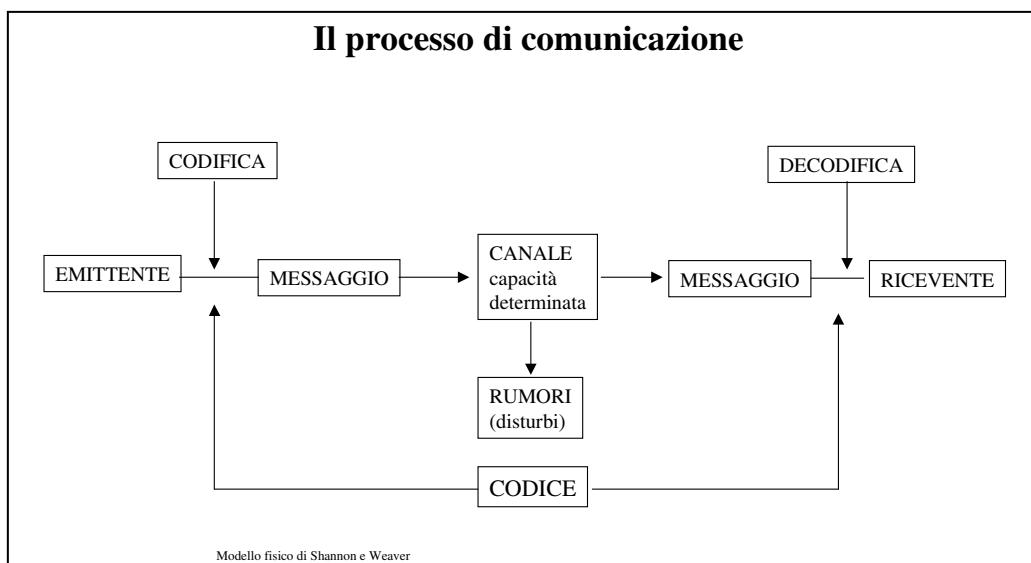 Il processo di comunicazione
CODIFICA
DECODIFICA
EMITTENTE
MESSAGGIO
CANALE
capacità
determinata
MESSAGGIO
RICEVENTE
RUMORI
(disturbi)
CODICE
Modello fisico di Shannon e Weaver